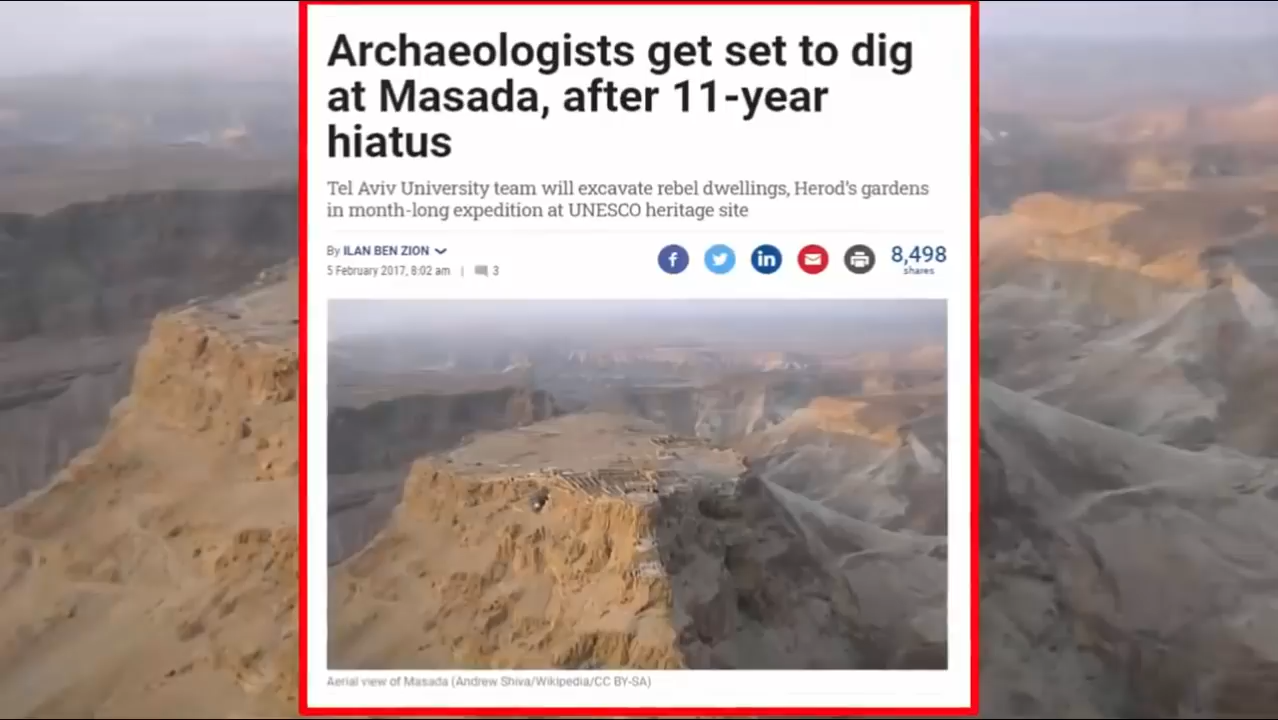 Archaeologists get set to dig
at Masada, after 11-year
hiatus
Tel Aviv University team will excavate rebel dwellings, Herod's gardens
in month-long expedition at UNESCO heritage site
By ILAN BEN ZION
5 February 2017, 8:02 am | 3
f in 8,498
shares
Aerial view of Masada (Andrew Shiva/Wikipedia/CC BY-SA)